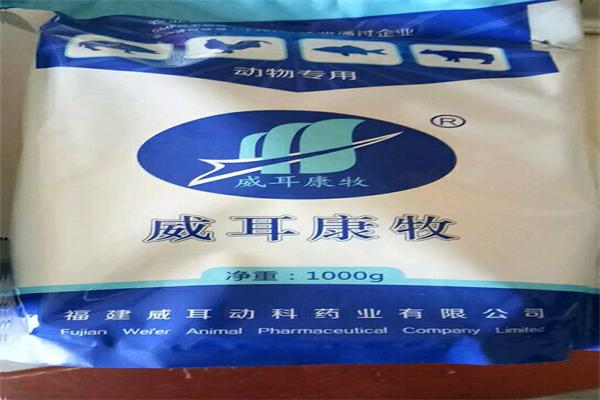 动物专用
®
威耳康牧
威耳康牧
净重：1000g
福建威耳动科药业有限公司
Fujian Wei'er Animal Pharmaceutical Company Limited